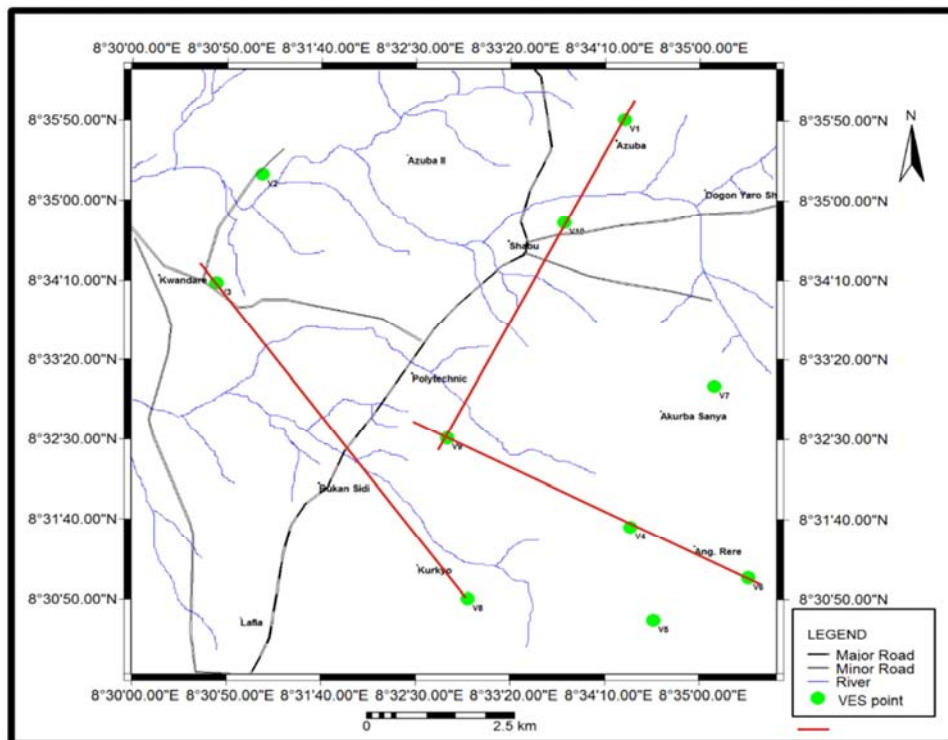 8°30'00.00"E 8°30'50.00"E 8°31'40.00"E 8°32'30.00"E 8°33'20.00"E 8°34'10.00"E 8°35'00.00"E
N
8°35'50.00"N V1 8°35'50.00"N
Azuba
Azuba II
V2
8°35'00.00"N Dogon Yaro Sh 8°35'00.00"N
V10
Shabu
8°34'10.00"N Kwandare V3 8°34'10.00"N
8°33'20.00"N 8°33'20.00"N
Polytechnic
V7
Akurba Sanya
8°32'30.00"N V9 8°32'30.00"N
Bukan Sidi
8°31'40.00"N V4 8°31'40.00"N
Ang. Rere
Kurkyo
V6
8°30'50.00"N V8 8°30'50.00"N
Lafia V5
LEGEND
Major Road
Minor Road
River
VES point
8°30'00.00"E 8°30'50.00"E 8°31'40.00"E 8°32'30.00"E 8°33'20.00"E 8°34'10.00"E 8°35'00.00"E
0 2.5 km